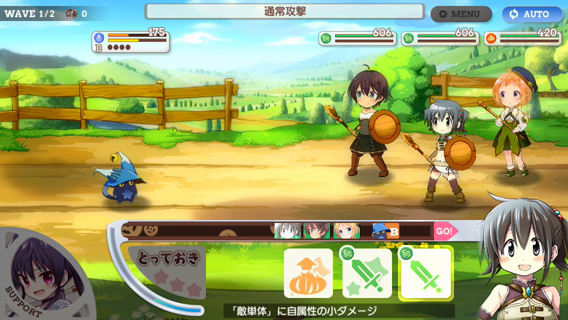 WAVE 1/2 0
通常攻撃
MENU
AUTO
175
B
606
606
420
B
GO!
とっておき
SUPPORT
「敵単体」に自属性の小ダメージ